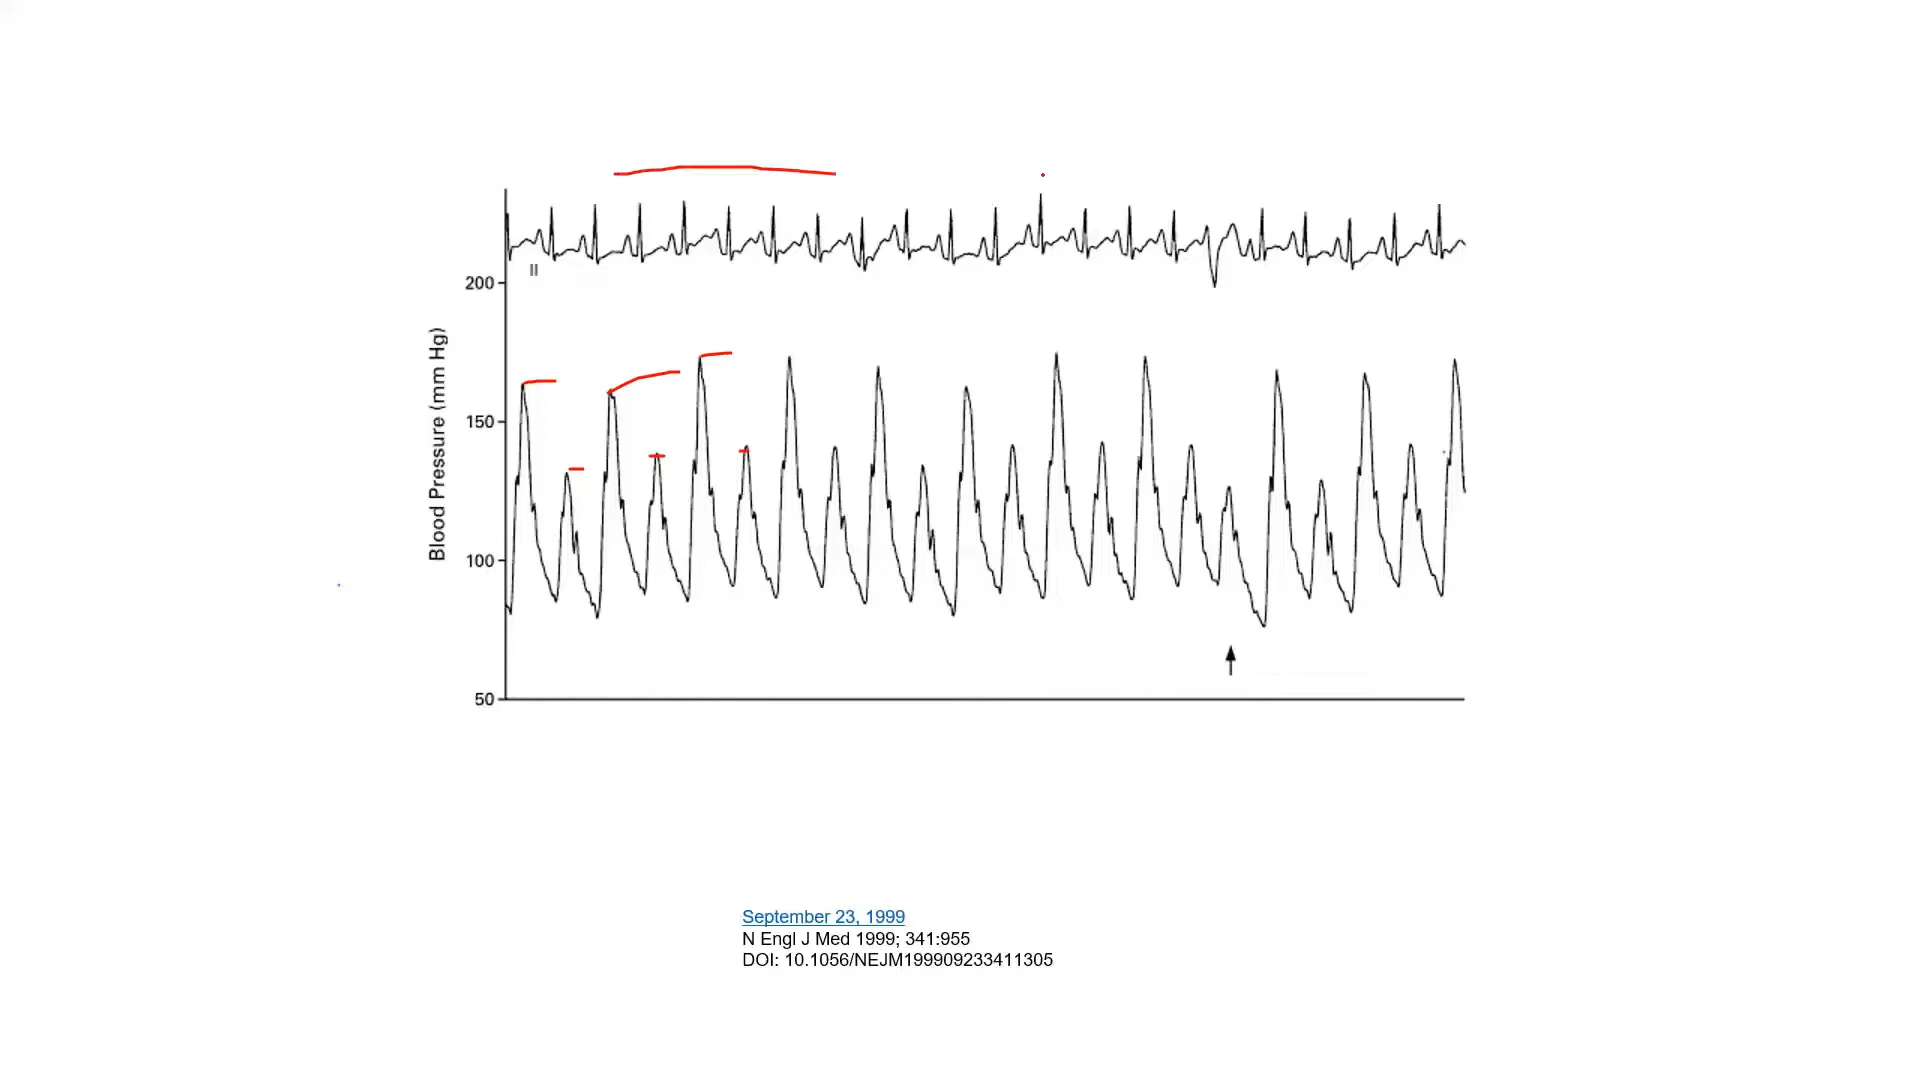 II
200
150
100
50
Blood Pressure (mm Hg)
September 23, 1999
N Engl J Med 1999; 341:955
DOI: 10.1056/NEJM199909233411305